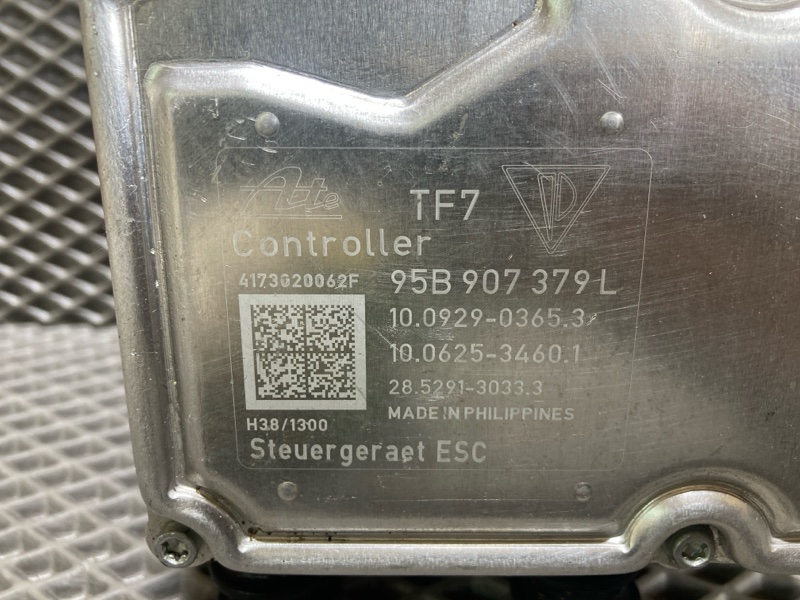 Ate TF7
Controller
4173G20062F 95B 907 379 L
10.0929-0365.3
10.0625-3460.1
28.5291-3033.3
MADE IN PHILIPPINES
H38/1300
Steuergeraet ESC